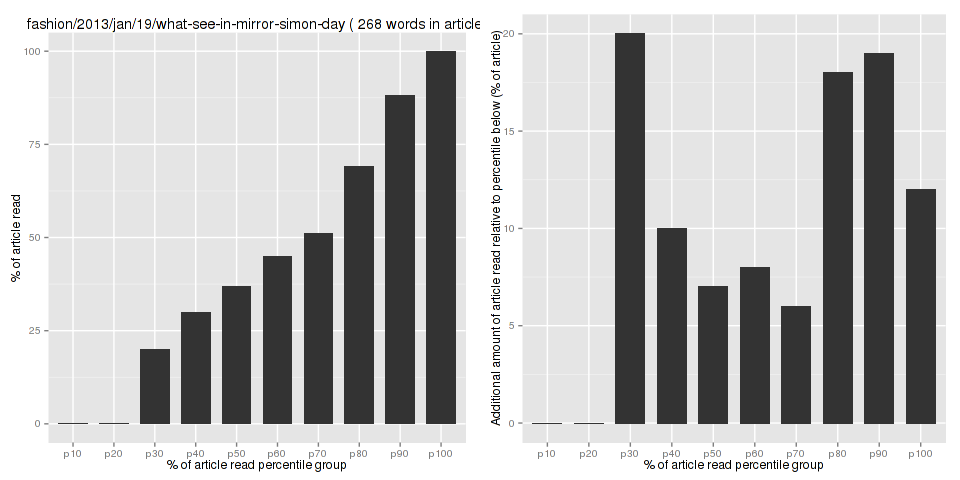 fashion/2013/jan/19/what-see-in-mirror-simon-day ( 268 words in article
100
75
50
25
0
% of article read
p10 p20 p30 p40 p50 p60 p70 p80 p90 p100
% of article read percentile group
20
15
10
5
0
Additional amount of article read relative to percentile below (% of article)
p10 p20 p30 p40 p50 p60 p70 p80 p90 p100
% of article read percentile group